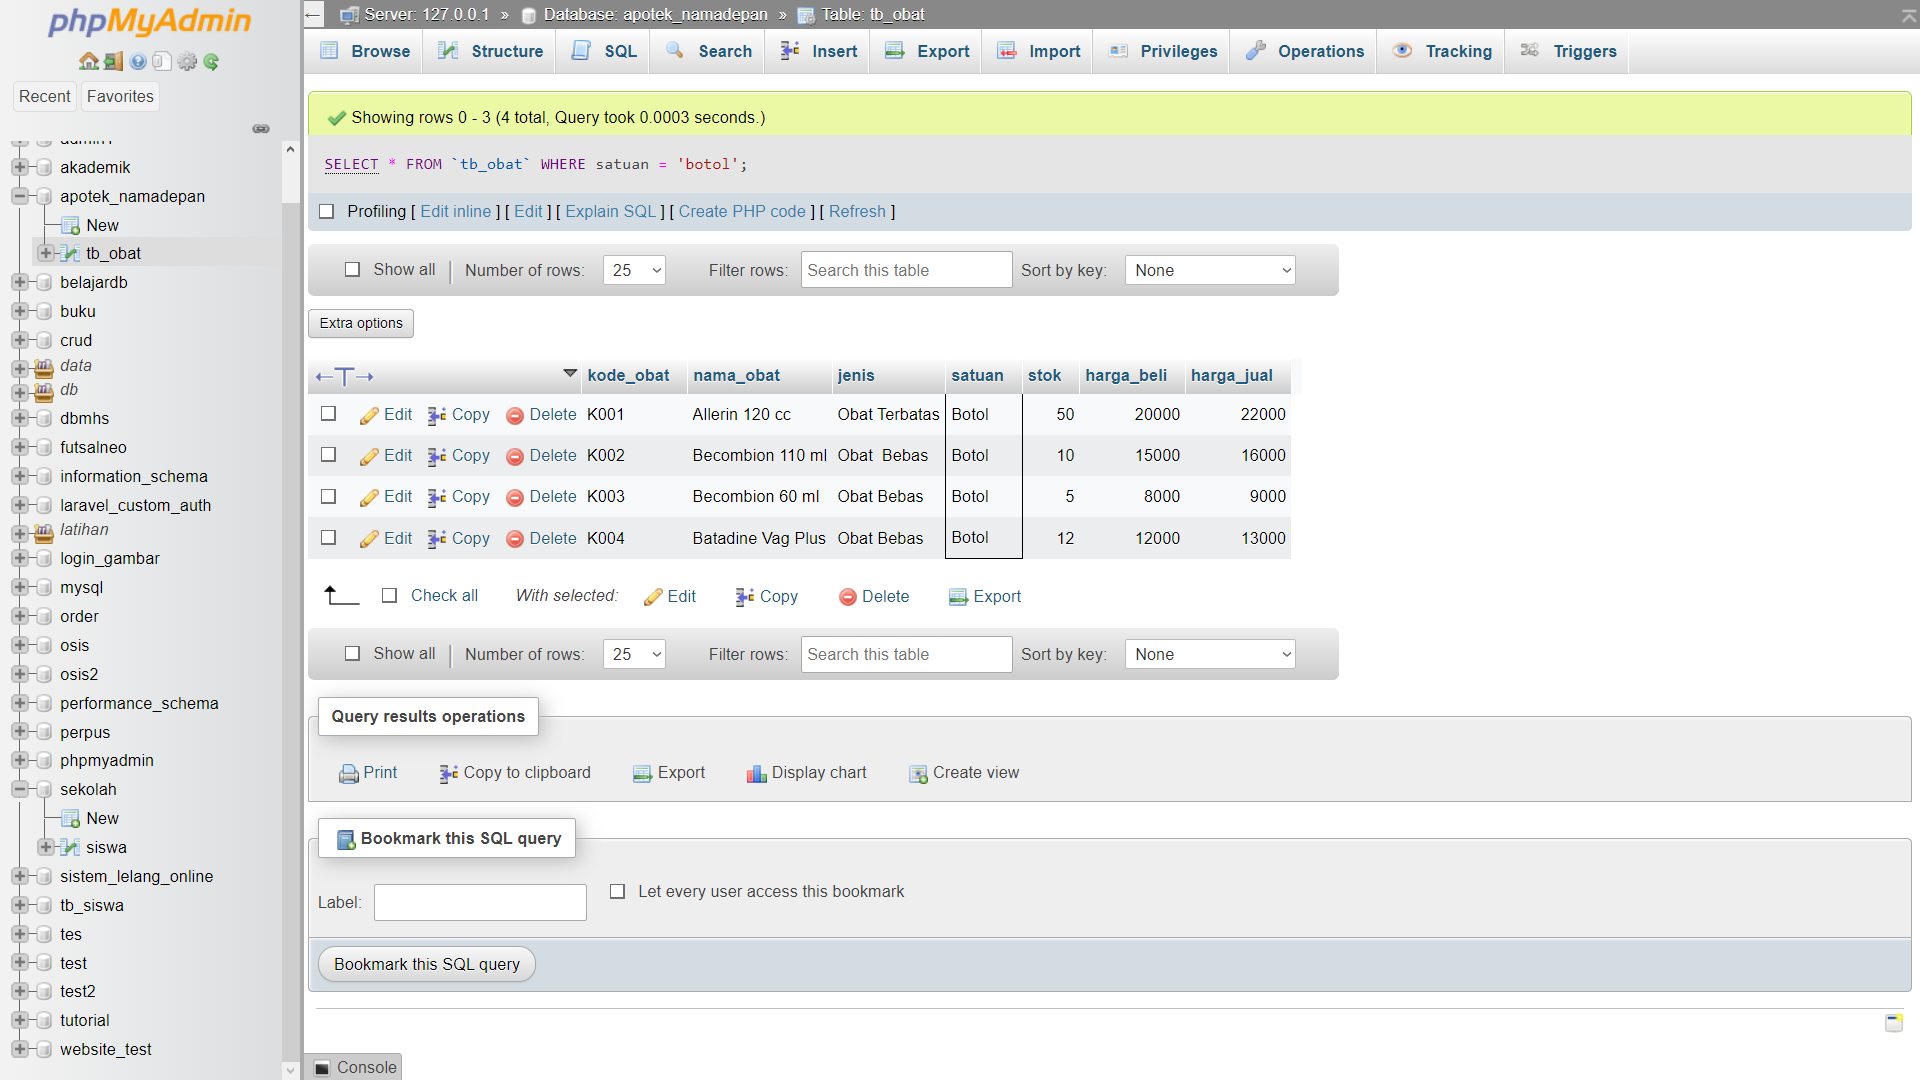 phpMyAdmin
Recent
Favorites
akademik
apotek_namadepan
New
tb_obat
belajardb
buku
crud
data
db
dbmhs
futsalneo
information_schema
laravel_custom_auth
latihan
login_gambar
mysql
order
osis
osis2
performance_schema
perpus
phpmyadmin
sekolah
New
siswa
sistem_lelang_online
tb_siswa
tes
test
test2
tutorial
website_test
Server: 127.0.0.1 » Database: apotek_namadepan » Table: tb_obat
Browse Structure SQL Search Insert Export Import Privileges Operations Tracking Triggers
Showing rows 0 - 3 (4 total, Query took 0.0003 seconds.)
SELECT * FROM `tb_obat` WHERE satuan = 'botol';
Profiling [ Edit inline ] [ Edit ] [ Explain SQL ] [ Create PHP code ] [ Refresh ]
Show all | Number of rows: 25 Filter rows: Search this table Sort by key: None
Extra options
←T→ kode_obat nama_obat jenis satuan stok harga_beli harga_jual
Edit Copy Delete K001 Allerin 120 cc Obat Terbatas Botol 50 20000 22000
Edit Copy Delete K002 Becombion 110 ml Obat  Bebas Botol 10 15000 16000
Edit Copy Delete K003 Becombion 60 ml Obat Bebas Botol 5 8000 9000
Edit Copy Delete K004 Batadine Vag Plus Obat Bebas Botol 12 12000 13000
Check all With selected: Edit Copy Delete Export
Show all | Number of rows: 25 Filter rows: Search this table Sort by key: None
Query results operations
Print Copy to clipboard Export Display chart Create view
Bookmark this SQL query
Label: Let every user access this bookmark
Bookmark this SQL query
Console